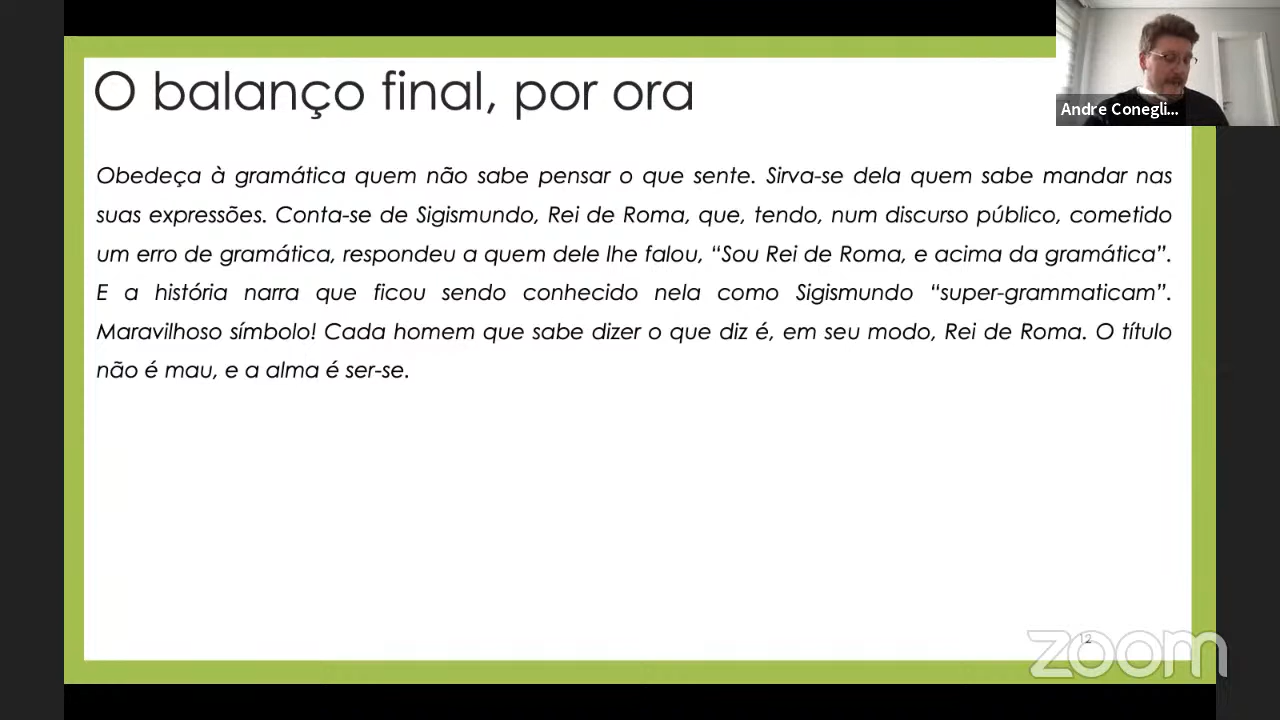 O balanço final, por ora
Andre Conegli...
Obedeça à gramática quem não sabe pensar o que sente. Sirva-se dela quem sabe mandar nas
suas expressões. Conta-se de Sigismundo, Rei de Roma, que, tendo, num discurso público, cometido
um erro de gramática, respondeu a quem dele lhe falou, “Sou Rei de Roma, e acima da gramática”.
E a história narra que ficou sendo conhecido nela como Sigismundo “super-grammaticam”.
Maravilhoso símbolo! Cada homem que sabe dizer o que diz é, em seu modo, Rei de Roma. O título
não é mau, e a alma é ser-se.
12
zoom